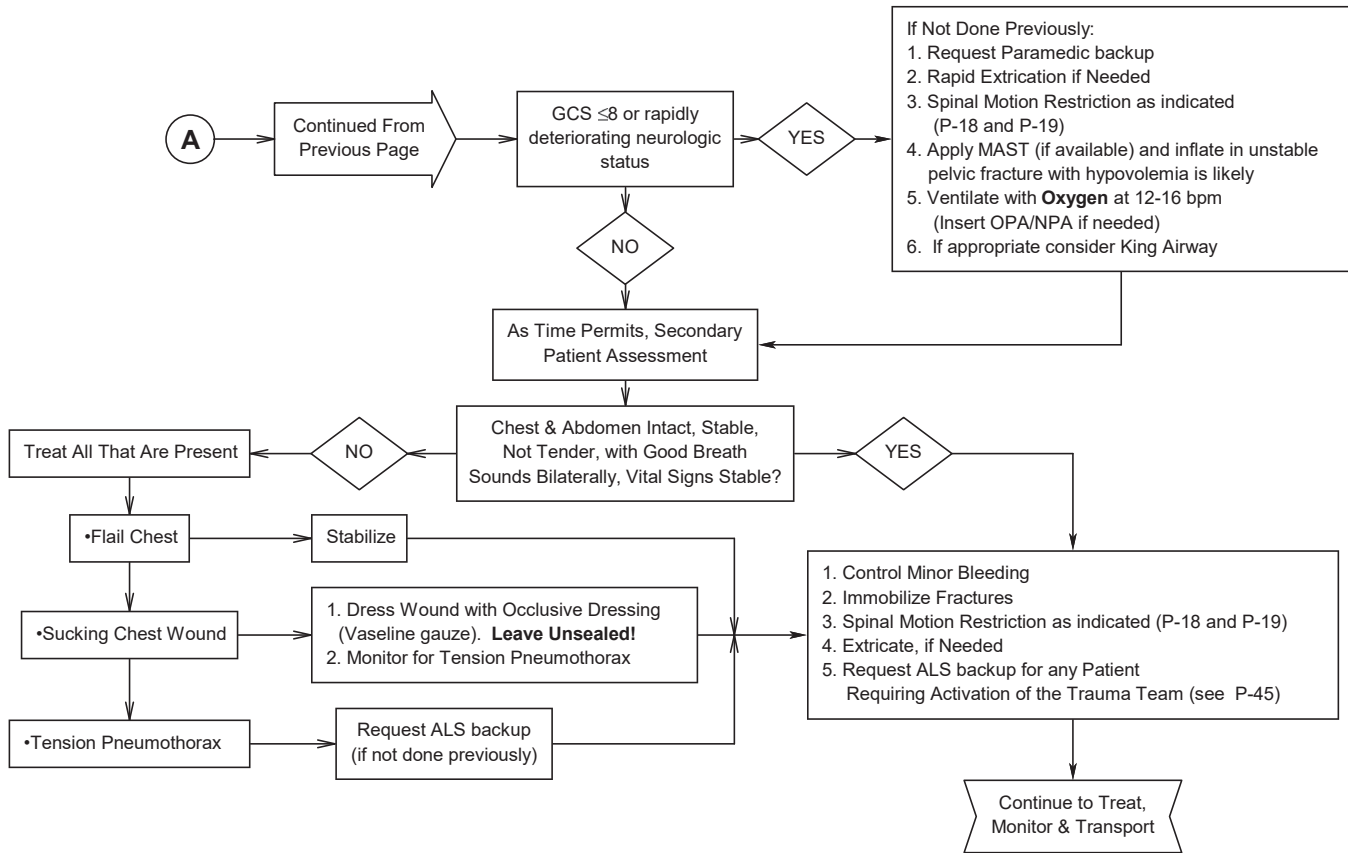 A
Continued From
Previous Page
GCS ≤8 or rapidly
deteriorating neurologic
status
YES
If Not Done Previously:
1. Request Paramedic backup
2. Rapid Extrication if Needed
3. Spinal Motion Restriction as indicated
(P-18 and P-19)
4. Apply MAST (if available) and inflate in unstable
pelvic fracture with hypovolemia is likely
5. Ventilate with Oxygen at 12-16 bpm
(Insert OPA/NPA if needed)
6. If appropriate consider King Airway
NO
As Time Permits, Secondary
Patient Assessment
Chest & Abdomen Intact, Stable,
Not Tender, with Good Breath
Sounds Bilaterally, Vital Signs Stable?
NO
YES
Treat All That Are Present
•Flail Chest
Stabilize
•Sucking Chest Wound
1. Dress Wound with Occlusive Dressing
(Vaseline gauze). Leave Unsealed!
2. Monitor for Tension Pneumothorax
•Tension Pneumothorax
Request ALS backup
(if not done previously)
1. Control Minor Bleeding
2. Immobilize Fractures
3. Spinal Motion Restriction as indicated (P-18 and P-19)
4. Extricate, if Needed
5. Request ALS backup for any Patient
Requiring Activation of the Trauma Team (see P-45)
Continue to Treat,
Monitor & Transport